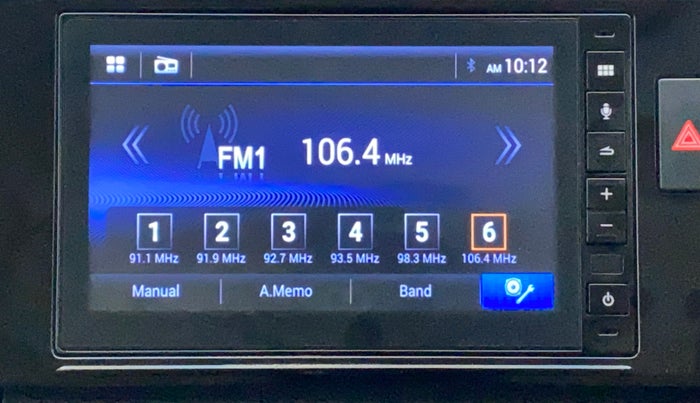 AM 10:12
FM1 106.4 MHz
1 2 3 4 5 6
91.1 MHz 91.9 MHz 92.7 MHz 93.5 MHz 98.3 MHz 106.4 MHz
Manual A.Memo Band
+
−